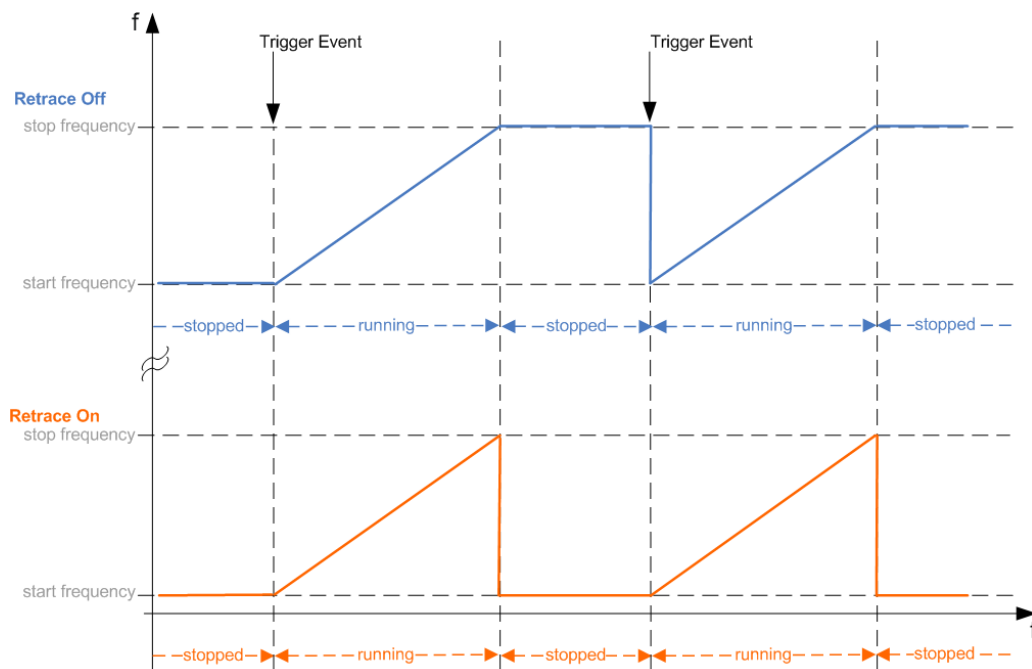 f
Trigger Event
Trigger Event
Retrace Off
stop frequency
start frequency
stopped
running
stopped
running
stopped
Retrace On
stop frequency
start frequency
stopped
running
stopped
running
stopped